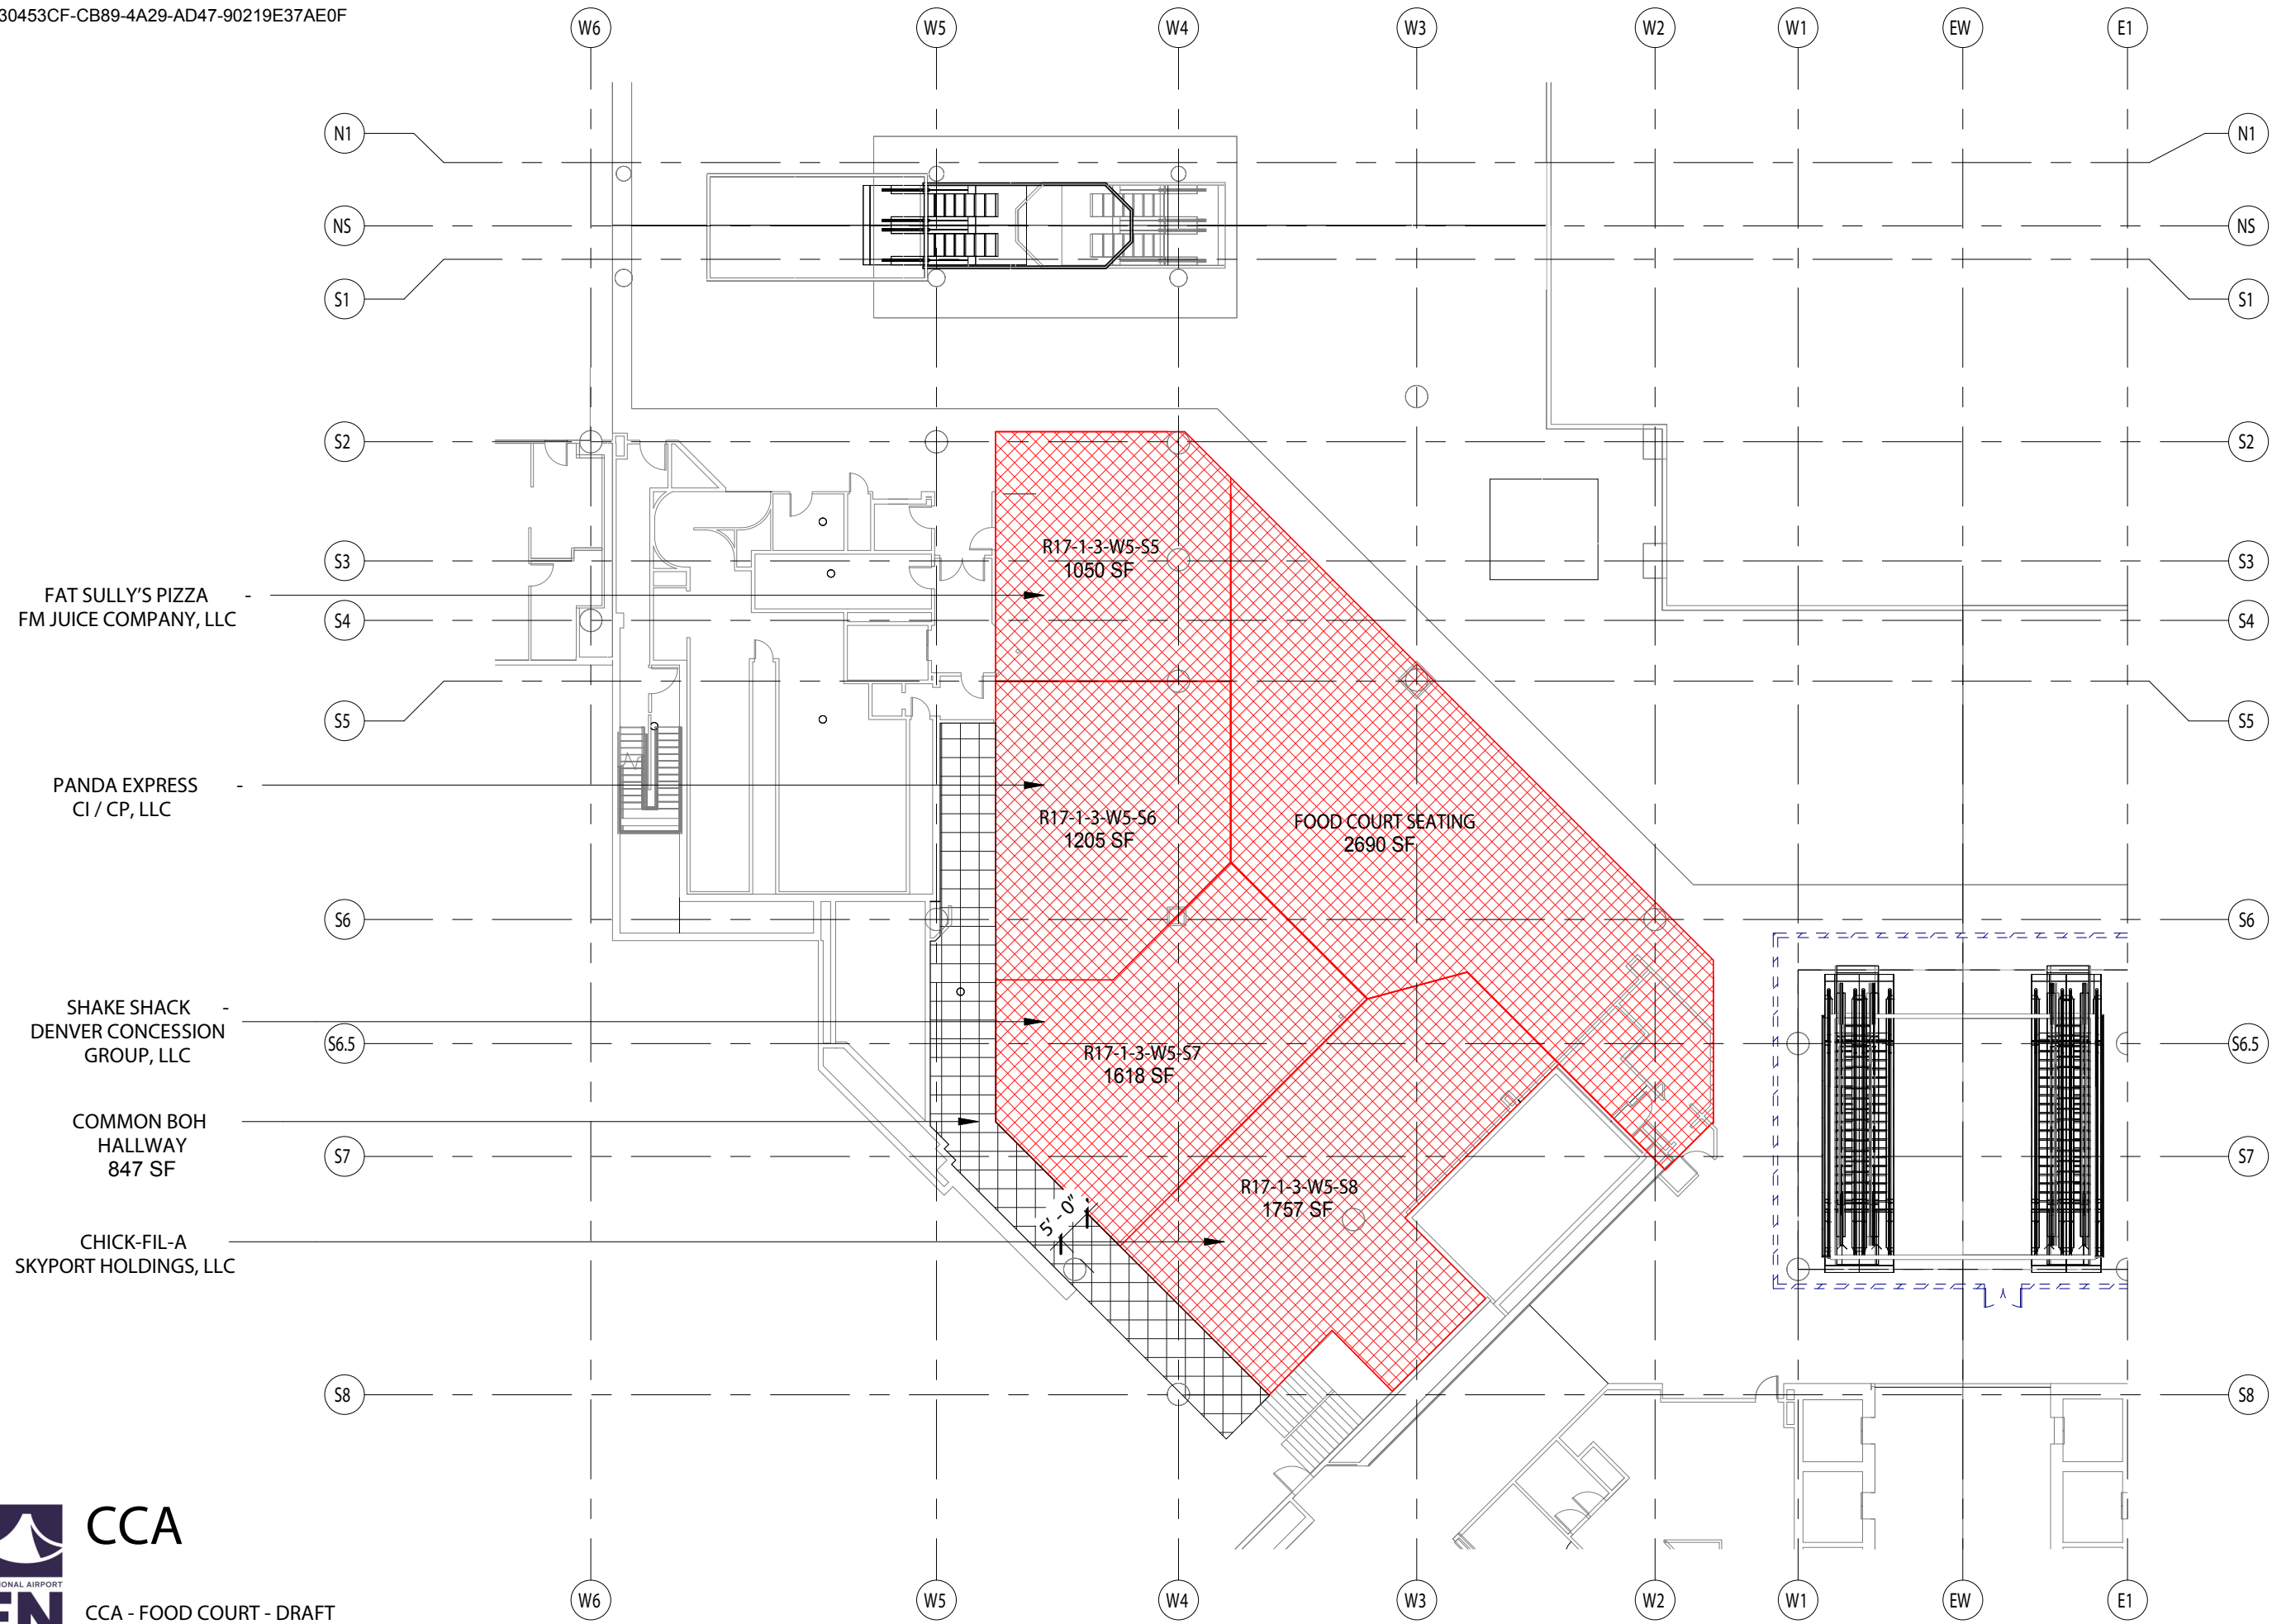 30453CF-CB89-4A29-AD47-90219E37AE0F
W6 W5 W4 W3 W2 W1 EW E1
N1 N1
NS NS
S1 S1
S2 S2
R17-1-3-W5-S5
1050 SF
S3 S3
FAT SULLY'S PIZZA -
FM JUICE COMPANY, LLC
S4 S4
S5 S5
PANDA EXPRESS -
CI / CP, LLC
R17-1-3-W5-S6
1205 SF
FOOD COURT SEATING
2690 SF
S6 S6
SHAKE SHACK -
DENVER CONCESSION
GROUP, LLC
S6.5 S6.5
R17-1-3-W5-S7
1618 SF
COMMON BOH
HALLWAY
847 SF
S7 S7
R17-1-3-W5-S8
1757 SF
5' - 0"
CHICK-FIL-A
SKYPORT HOLDINGS, LLC
S8 S8
CCA
IONAL AIRPORT
EN
CCA - FOOD COURT - DRAFT
W6 W5 W4 W3 W2 W1 EW E1